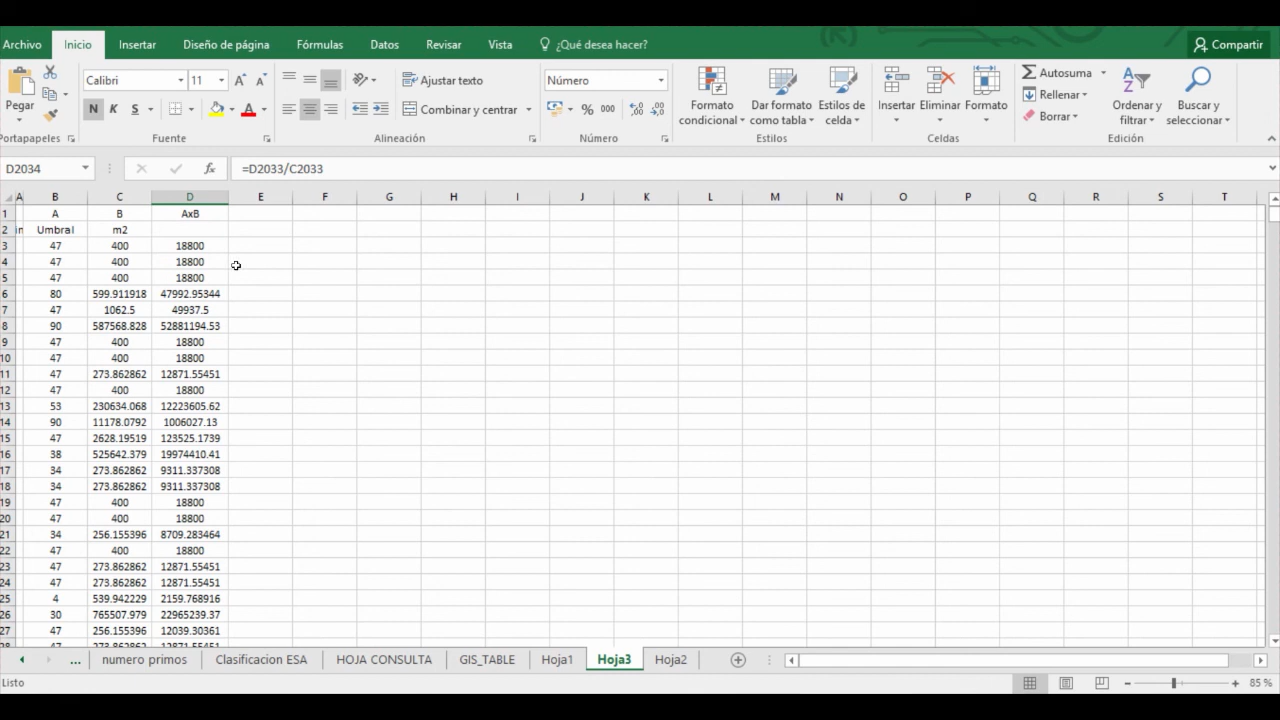 Archivo Inicio Insertar Diseño de página Fórmulas Datos Revisar Vista ¿Qué desea hacer? Compartir
Pegar Calibri 11 Ajustar texto Número Formato condicional Dar formato como tabla Estilos de celda Insertar Eliminar Formato Autosuma Rellenar Borrar Ordenar y filtrar Buscar y seleccionar
N K S Combinar y centrar % 000
Portapapeles Fuente Alineación Número Estilos Celdas Edición
D2034 fx =D2033/C2033
A B C D E F G H I J K L M N O P Q R S T
1 A B AxB
2 in Umbral m2
3 47 400 18800
4 47 400 18800
5 47 400 18800
6 80 599.911918 47992.95344
7 47 1062.5 49937.5
8 90 587568.828 52881194.53
9 47 400 18800
10 47 400 18800
11 47 273.862862 12871.55451
12 47 400 18800
13 53 230634.068 12223605.62
14 90 11178.0792 1006027.13
15 47 2628.19519 123525.1739
16 38 525642.379 19974410.41
17 34 273.862862 9311.337308
18 34 273.862862 9311.337308
19 47 400 18800
20 47 400 18800
21 34 256.155396 8709.283464
22 47 400 18800
23 47 273.862862 12871.55451
24 47 273.862862 12871.55451
25 4 539.942229 2159.768916
26 30 765507.979 22965239.37
27 47 256.155396 12039.30361
28 47 273.862862 12871.55451
... numero primos Clasificacion ESA HOJA CONSULTA GIS_TABLE Hoja1 Hoja3 Hoja2
Listo 85 %